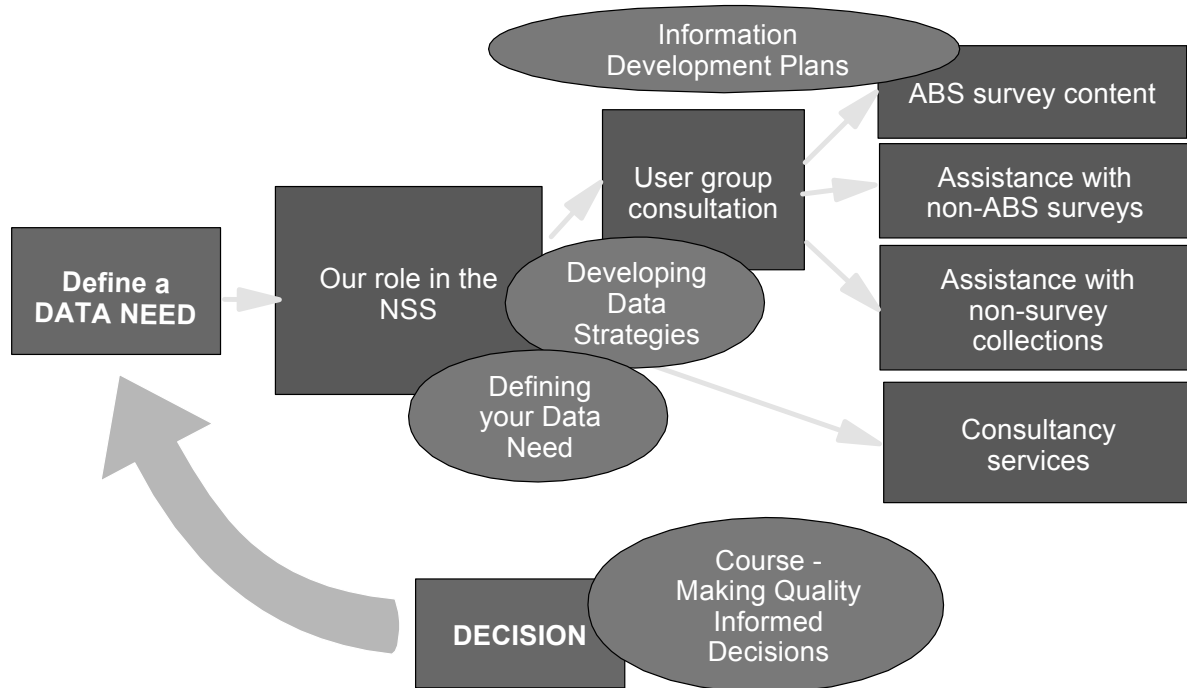 Information
Development Plans
ABS survey content
User group
consultation
Assistance with
non-ABS surveys
Define a
DATA NEED
Our role in the
NSS
Developing
Data
Strategies
Assistance with
non-survey
collections
Defining
your Data
Need
Consultancy
services
Course -
Making Quality
Informed
Decisions
DECISION